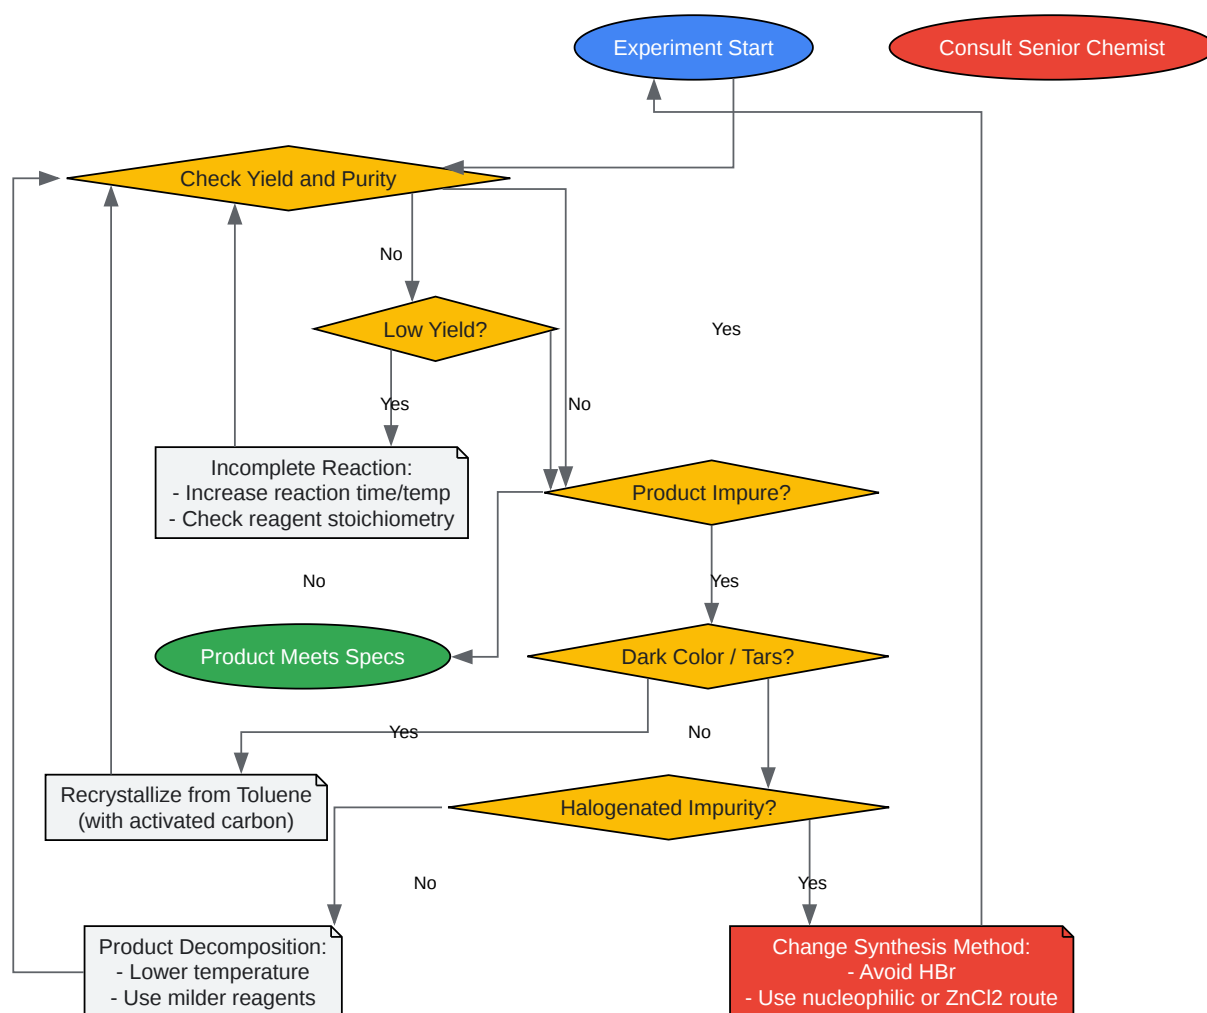 Experiment Start
Consult Senior Chemist
Check Yield and Purity
No
Low Yield?
Yes
Yes
No
Incomplete Reaction:
- Increase reaction time/temp
- Check reagent stoichiometry
Product Impure?
No
Yes
Product Meets Specs
Dark Color / Tars?
Yes
No
Recrystallize from Toluene
(with activated carbon)
Halogenated Impurity?
No
Yes
Product Decomposition:
- Lower temperature
- Use milder reagents
Change Synthesis Method:
- Avoid HBr
- Use nucleophilic or ZnCl2 route